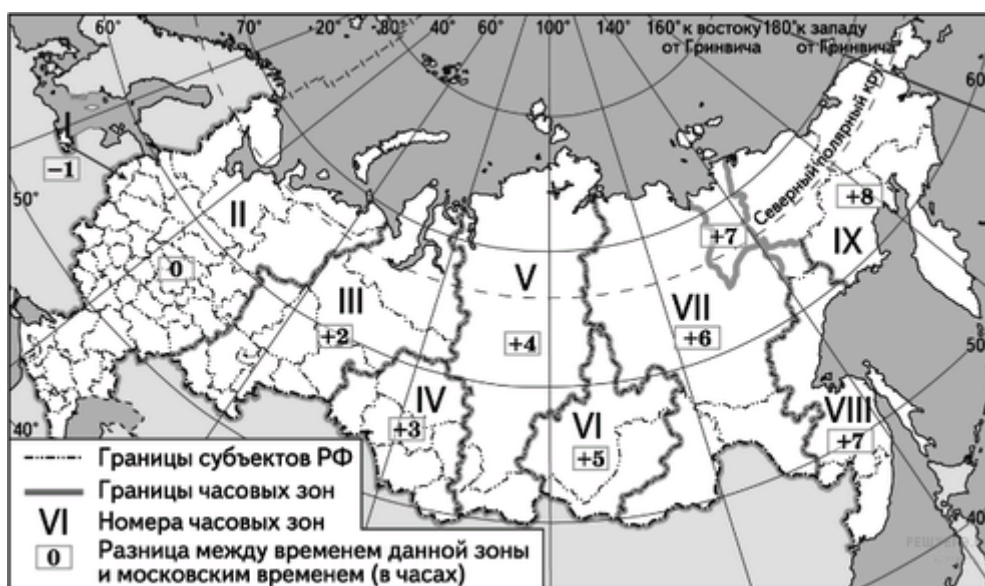 60° 70° 60° 80° 100° 120° 140° 160° к востоку 180° к западу
от Гринвича от Гринвича
60°
Северный полярный круг
I
−1
50°
+8
II
+7
IX
V
0
III
VII
+2
+4
+6
50°
IV
VIII
+3
VI
+7
40°
+5
Границы субъектов РФ
Границы часовых зон
VI Номера часовых зон
40°
0 Разница между временем данной зоны
и московским временем (в часах)